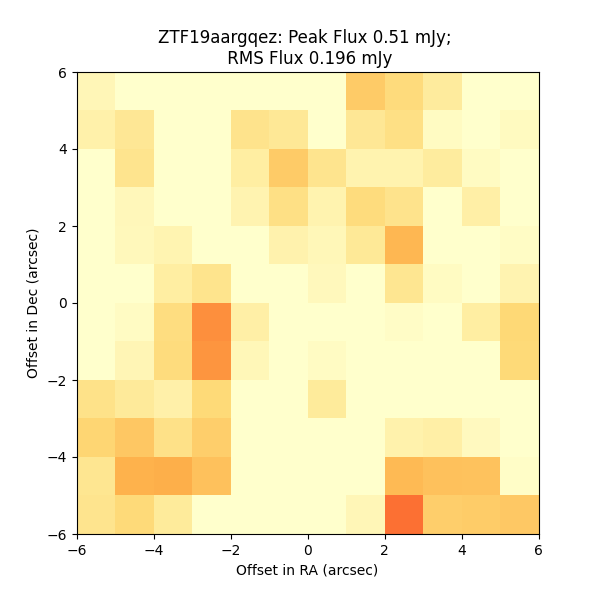 ZTF19aargqez: Peak Flux 0.51 mJy;
RMS Flux 0.196 mJy
6
4
2
0
−2
−4
−6
Offset in Dec (arcsec)
−6 −4 −2 0 2 4 6
Offset in RA (arcsec)